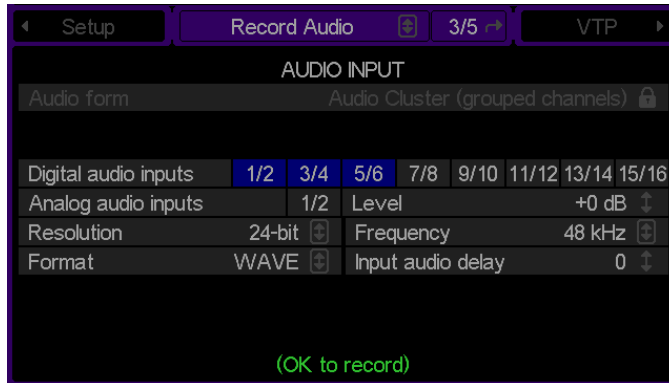 Setup Record Audio 3/5 VTP
AUDIO INPUT
Audio form Audio Cluster (grouped channels)
Digital audio inputs 1/2 3/4 5/6 7/8 9/10 11/12 13/14 15/16
Analog audio inputs 1/2 Level +0 dB
Resolution 24-bit Frequency 48 kHz
Format WAVE Input audio delay 0
(OK to record)